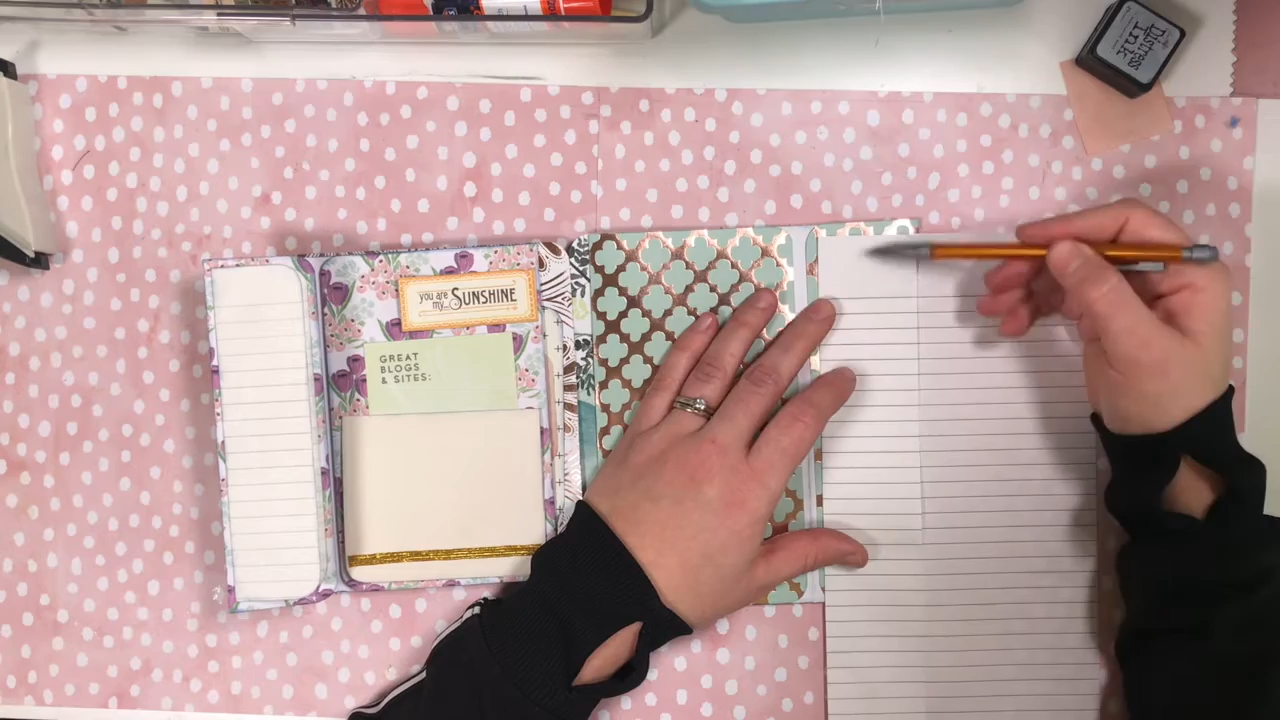 Distress
Ink
you are
my... SUNSHINE
GREAT
BLOGS
& SITES: